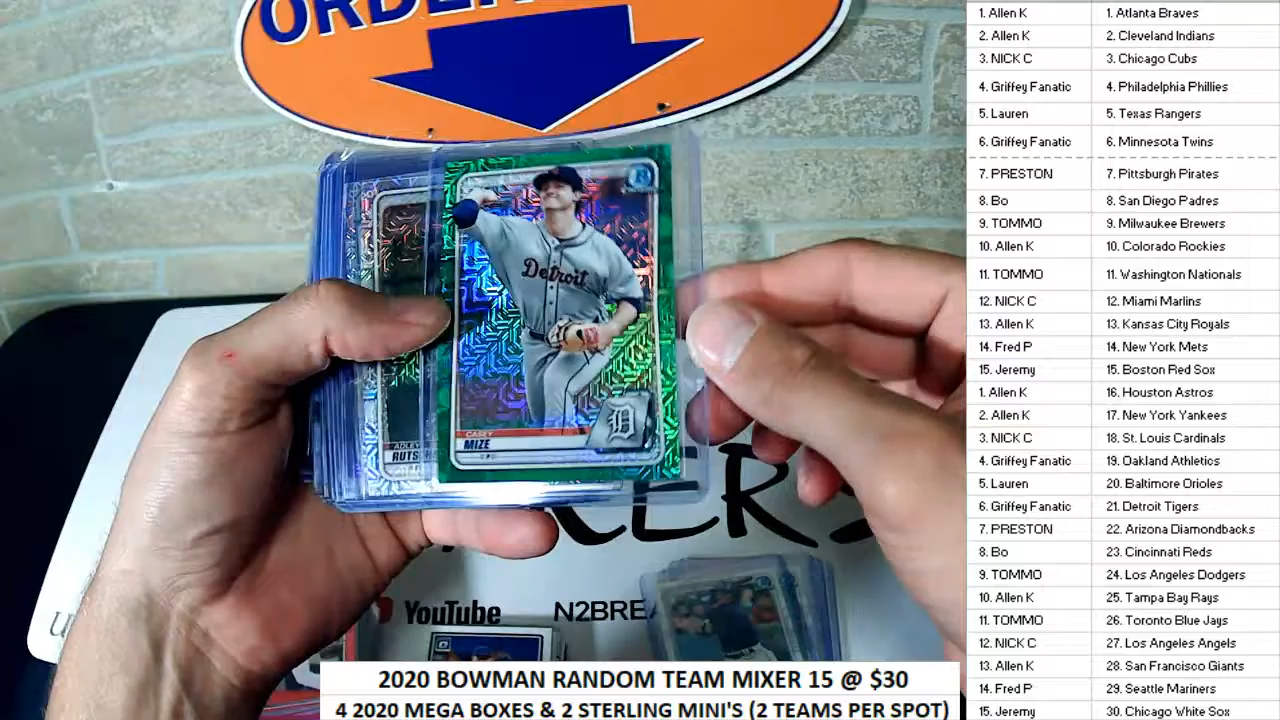 ORDER
Detroit
CASEY
MIZE
D
ADLEY
RUTS
YouTube
N2BREA
2020 BOWMAN RANDOM TEAM MIXER 15 @ $30
4 2020 MEGA BOXES & 2 STERLING MINI'S (2 TEAMS PER SPOT)
1. Allen K 1. Atlanta Braves
2. Allen K 2. Cleveland Indians
3. NICK C 3. Chicago Cubs
4. Griffey Fanatic 4. Philadelphia Phillies
5. Lauren 5. Texas Rangers
6. Griffey Fanatic 6. Minnesota Twins
7. PRESTON 7. Pittsburgh Pirates
8. Bo 8. San Diego Padres
9. TOMMO 9. Milwaukee Brewers
10. Allen K 10. Colorado Rockies
11. TOMMO 11. Washington Nationals
12. NICK C 12. Miami Marlins
13. Allen K 13. Kansas City Royals
14. Fred P 14. New York Mets
15. Jeremy 15. Boston Red Sox
1. Allen K 16. Houston Astros
2. Allen K 17. New York Yankees
3. NICK C 18. St. Louis Cardinals
4. Griffey Fanatic 19. Oakland Athletics
5. Lauren 20. Baltimore Orioles
6. Griffey Fanatic 21. Detroit Tigers
7. PRESTON 22. Arizona Diamondbacks
8. Bo 23. Cincinnati Reds
9. TOMMO 24. Los Angeles Dodgers
10. Allen K 25. Tampa Bay Rays
11. TOMMO 26. Toronto Blue Jays
12. NICK C 27. Los Angeles Angels
13. Allen K 28. San Francisco Giants
14. Fred P 29. Seattle Mariners
15. Jeremy 30. Chicago White Sox